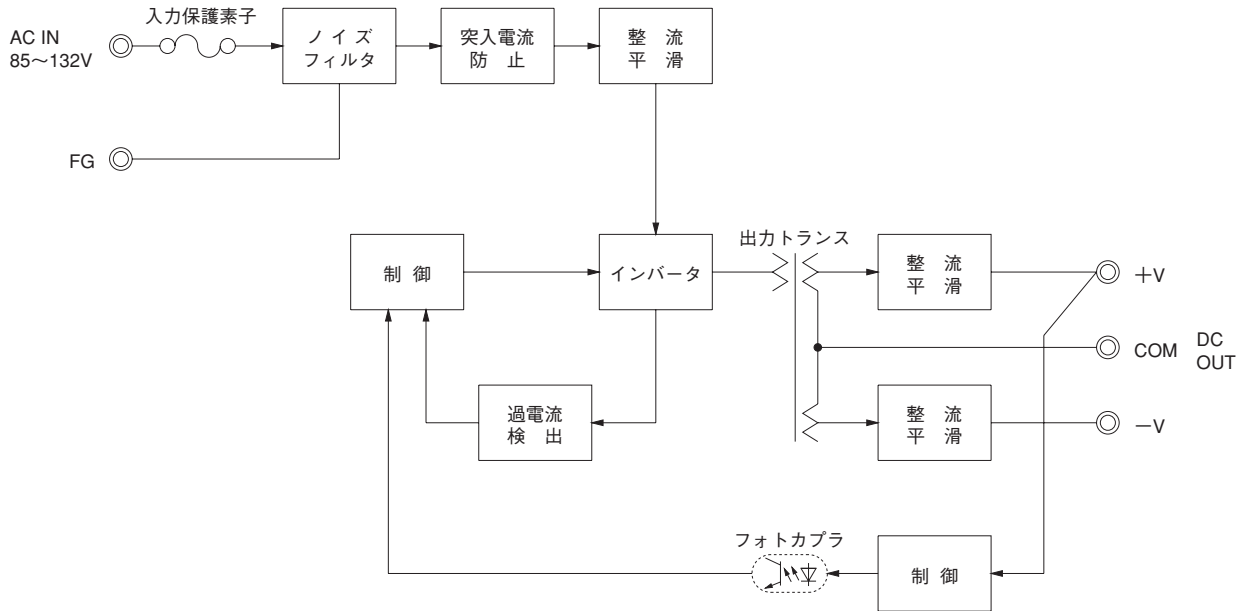 入力保護素子
AC IN
85～132V
ノイズ
フィルタ
突入電流
防 止
整 流
平 滑
FG
制 御
インバータ
出力トランス
整 流
平 滑
＋V
COM
DC
OUT
過電流
検 出
整 流
平 滑
－V
フォトカプラ
制 御